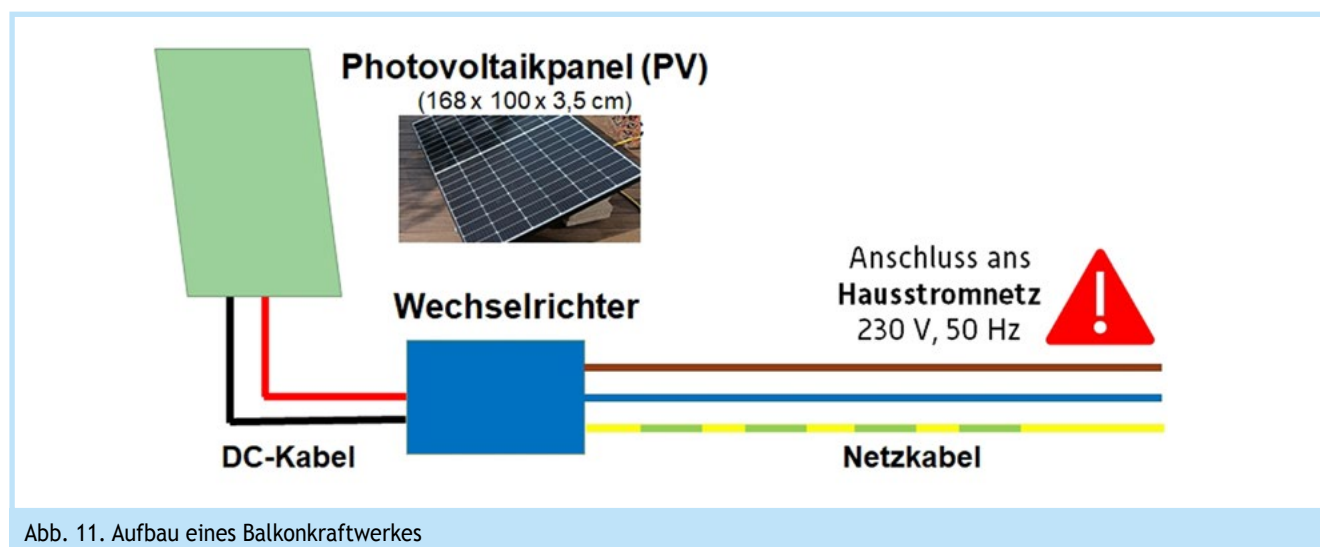 Photovoltaikpanel (PV)
(168 x 100 x 3,5 cm)
Wechselrichter
Anschluss ans
Hausstromnetz
230 V, 50 Hz
!
DC-Kabel
Netzkabel
Abb. 11. Aufbau eines Balkonkraftwerkes